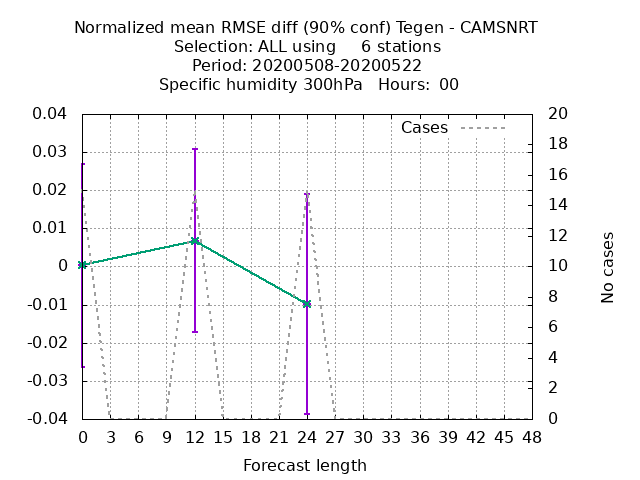 Normalized mean RMSE diff (90% conf) Tegen - CAMSNRT
Selection: ALL using     6 stations
Period: 20200508-20200522
Specific humidity 300hPa   Hours:  00
Cases
0.04
0.03
0.02
0.01
0
-0.01
-0.02
-0.03
-0.04
20
18
16
14
12
10
8
6
4
2
0
No cases
0 3 6 9 12 15 18 21 24 27 30 33 36 39 42 45 48
Forecast length